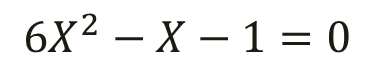 6X² − X − 1 = 0